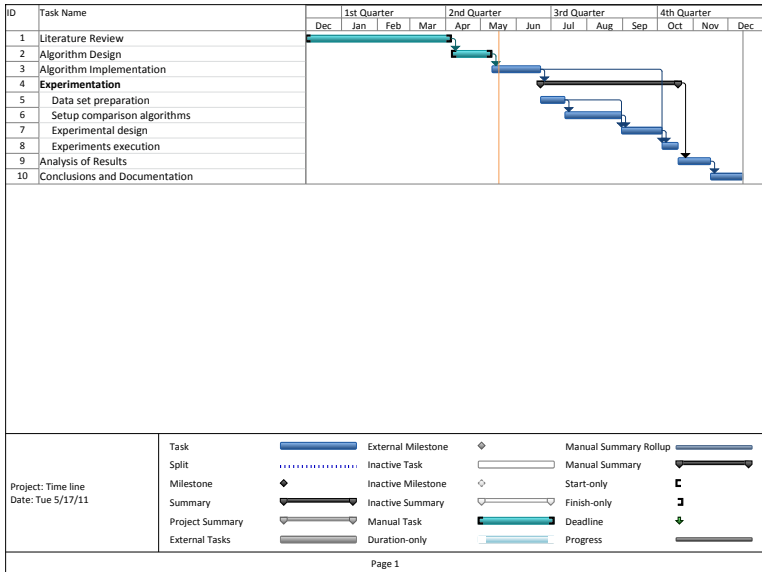 ID Task Name 1st Quarter 2nd Quarter 3rd Quarter 4th Quarter
Dec Jan Feb Mar Apr May Jun Jul Aug Sep Oct Nov Dec
1 Literature Review
2 Algorithm Design
3 Algorithm Implementation
4 Experimentation
5 Data set preparation
6 Setup comparison algorithms
7 Experimental design
8 Experiments execution
9 Analysis of Results
10 Conclusions and Documentation
Project: Time line
Date: Tue 5/17/11
Task
Split
Milestone
Summary
Project Summary
External Tasks
External Milestone
Inactive Task
Inactive Milestone
Inactive Summary
Manual Task
Duration-only
Manual Summary Rollup
Manual Summary
Start-only
Finish-only
Deadline
Progress
Page 1